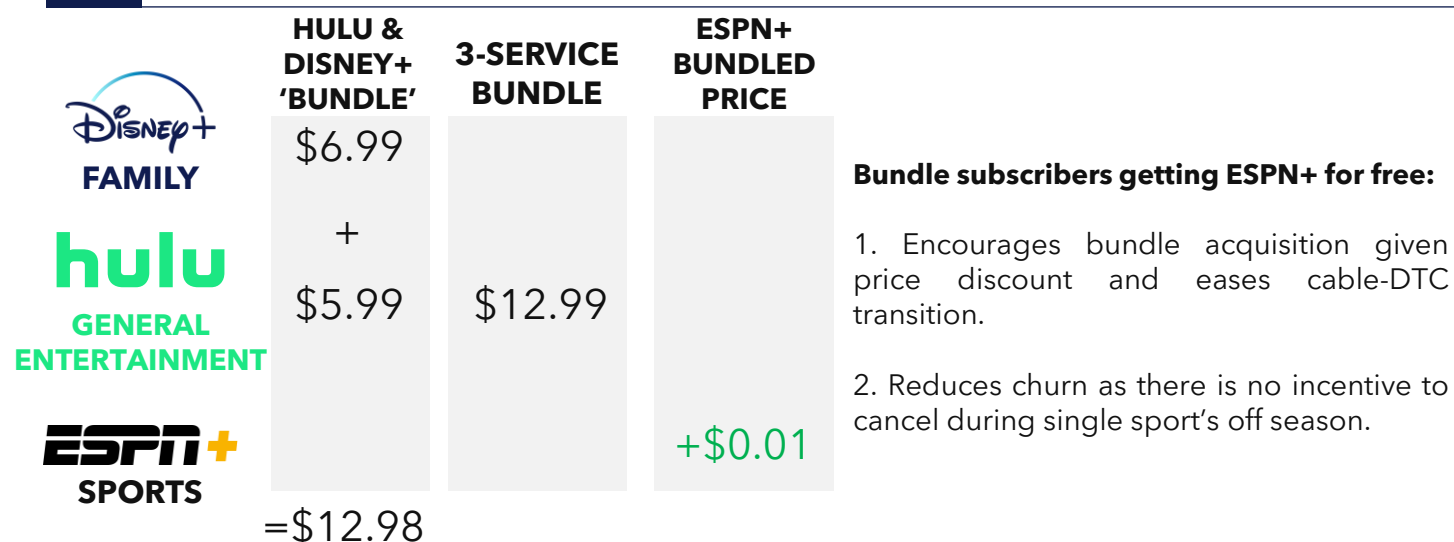 HULU &
DISNEY+
‘BUNDLE’
3-SERVICE
BUNDLE
ESPN+
BUNDLED
PRICE
Disney+
FAMILY
$6.99
+
hulu
GENERAL
ENTERTAINMENT
$5.99
$12.99
ESPN+
SPORTS
+$0.01
=$12.98
Bundle subscribers getting ESPN+ for free:
1. Encourages bundle acquisition given
price discount and eases cable-DTC
transition.
2. Reduces churn as there is no incentive to
cancel during single sport’s off season.